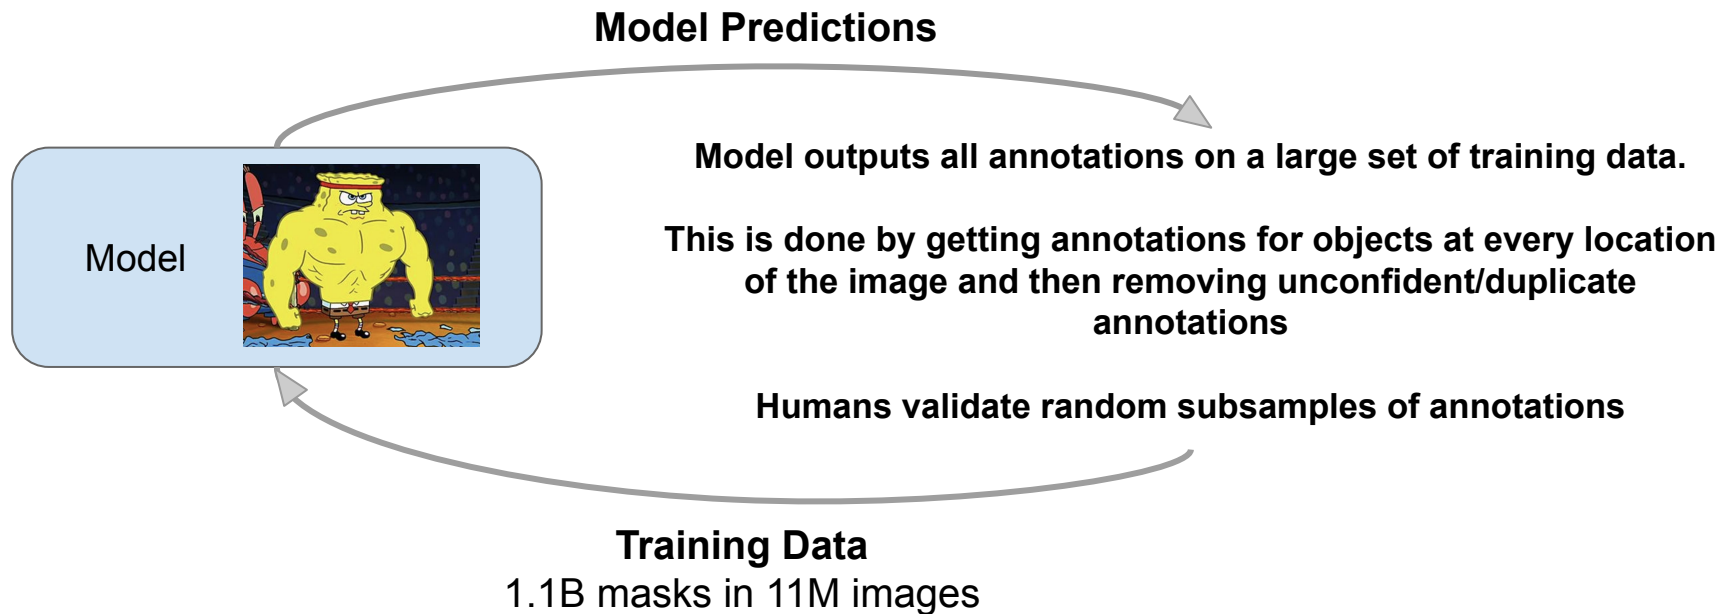 Model Predictions
Model
Model outputs all annotations on a large set of training data.
This is done by getting annotations for objects at every location
of the image and then removing unconfident/duplicate
annotations
Humans validate random subsamples of annotations
Training Data
1.1B masks in 11M images